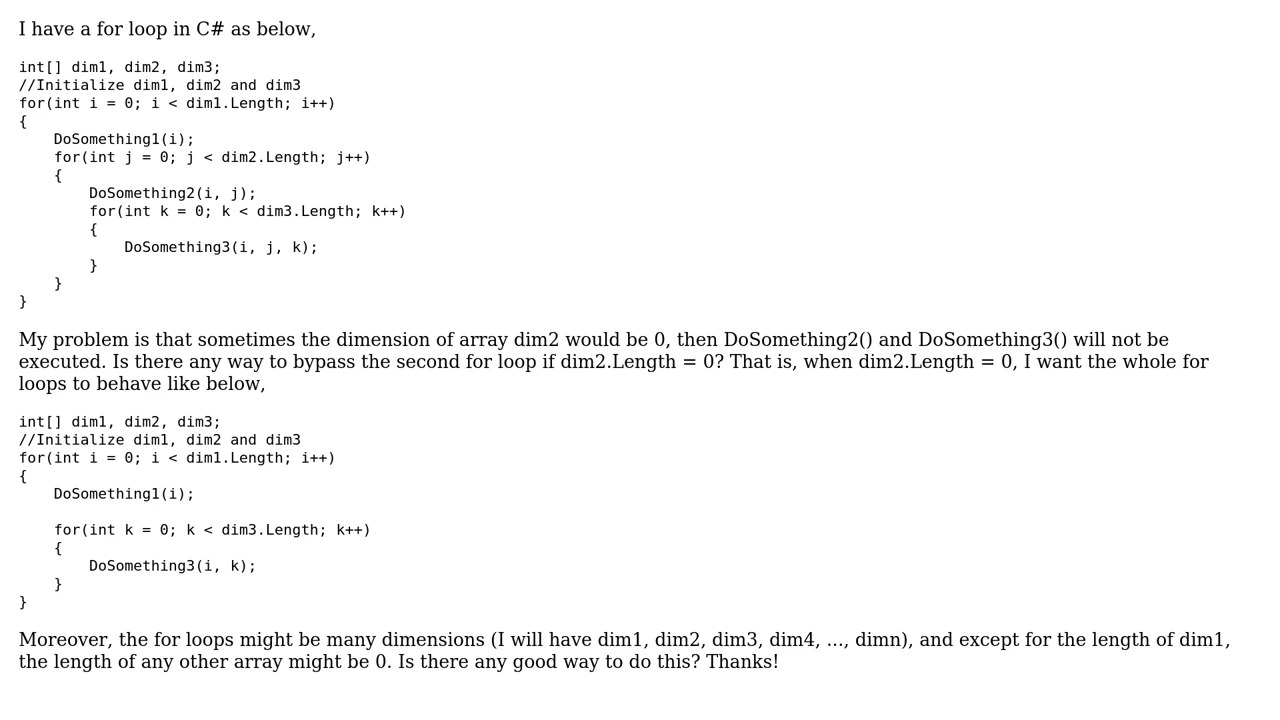 I have a for loop in C# as below,
int[] dim1, dim2, dim3;
//Initialize dim1, dim2 and dim3
for(int i = 0; i < dim1.Length; i++)
{
    DoSomething1(i);
    for(int j = 0; j < dim2.Length; j++)
    {
        DoSomething2(i, j);
        for(int k = 0; k < dim3.Length; k++)
        {
            DoSomething3(i, j, k);
        }
    }
}
My problem is that sometimes the dimension of array dim2 would be 0, then DoSomething2() and DoSomething3() will not be
executed. Is there any way to bypass the second for loop if dim2.Length = 0? That is, when dim2.Length = 0, I want the whole for
loops to behave like below,
int[] dim1, dim2, dim3;
//Initialize dim1, dim2 and dim3
for(int i = 0; i < dim1.Length; i++)
{
    DoSomething1(i);
    for(int k = 0; k < dim3.Length; k++)
    {
        DoSomething3(i, k);
    }
}
Moreover, the for loops might be many dimensions (I will have dim1, dim2, dim3, dim4, ..., dimn), and except for the length of dim1,
the length of any other array might be 0. Is there any good way to do this? Thanks!